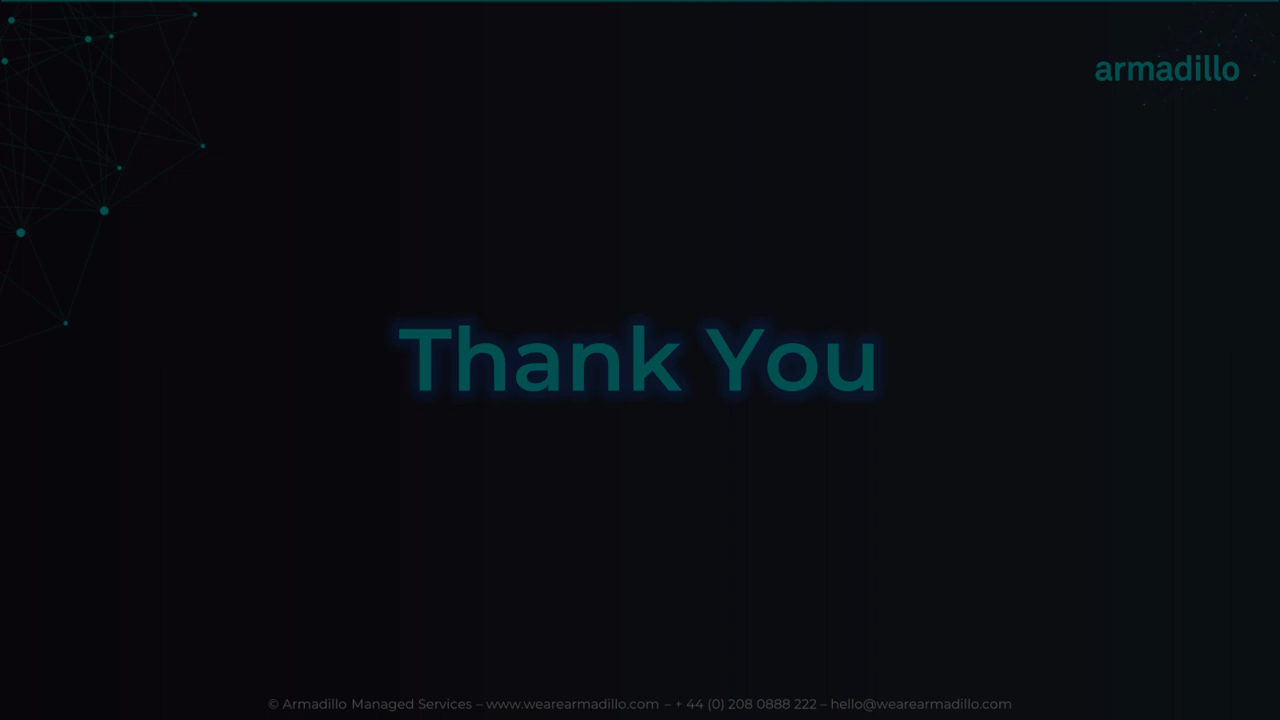 armadillo
Thank You
© Armadillo Managed Services – www.wearearmadillo.com – + 44 (0) 208 0888 222 – hello@wearearmadillo.com